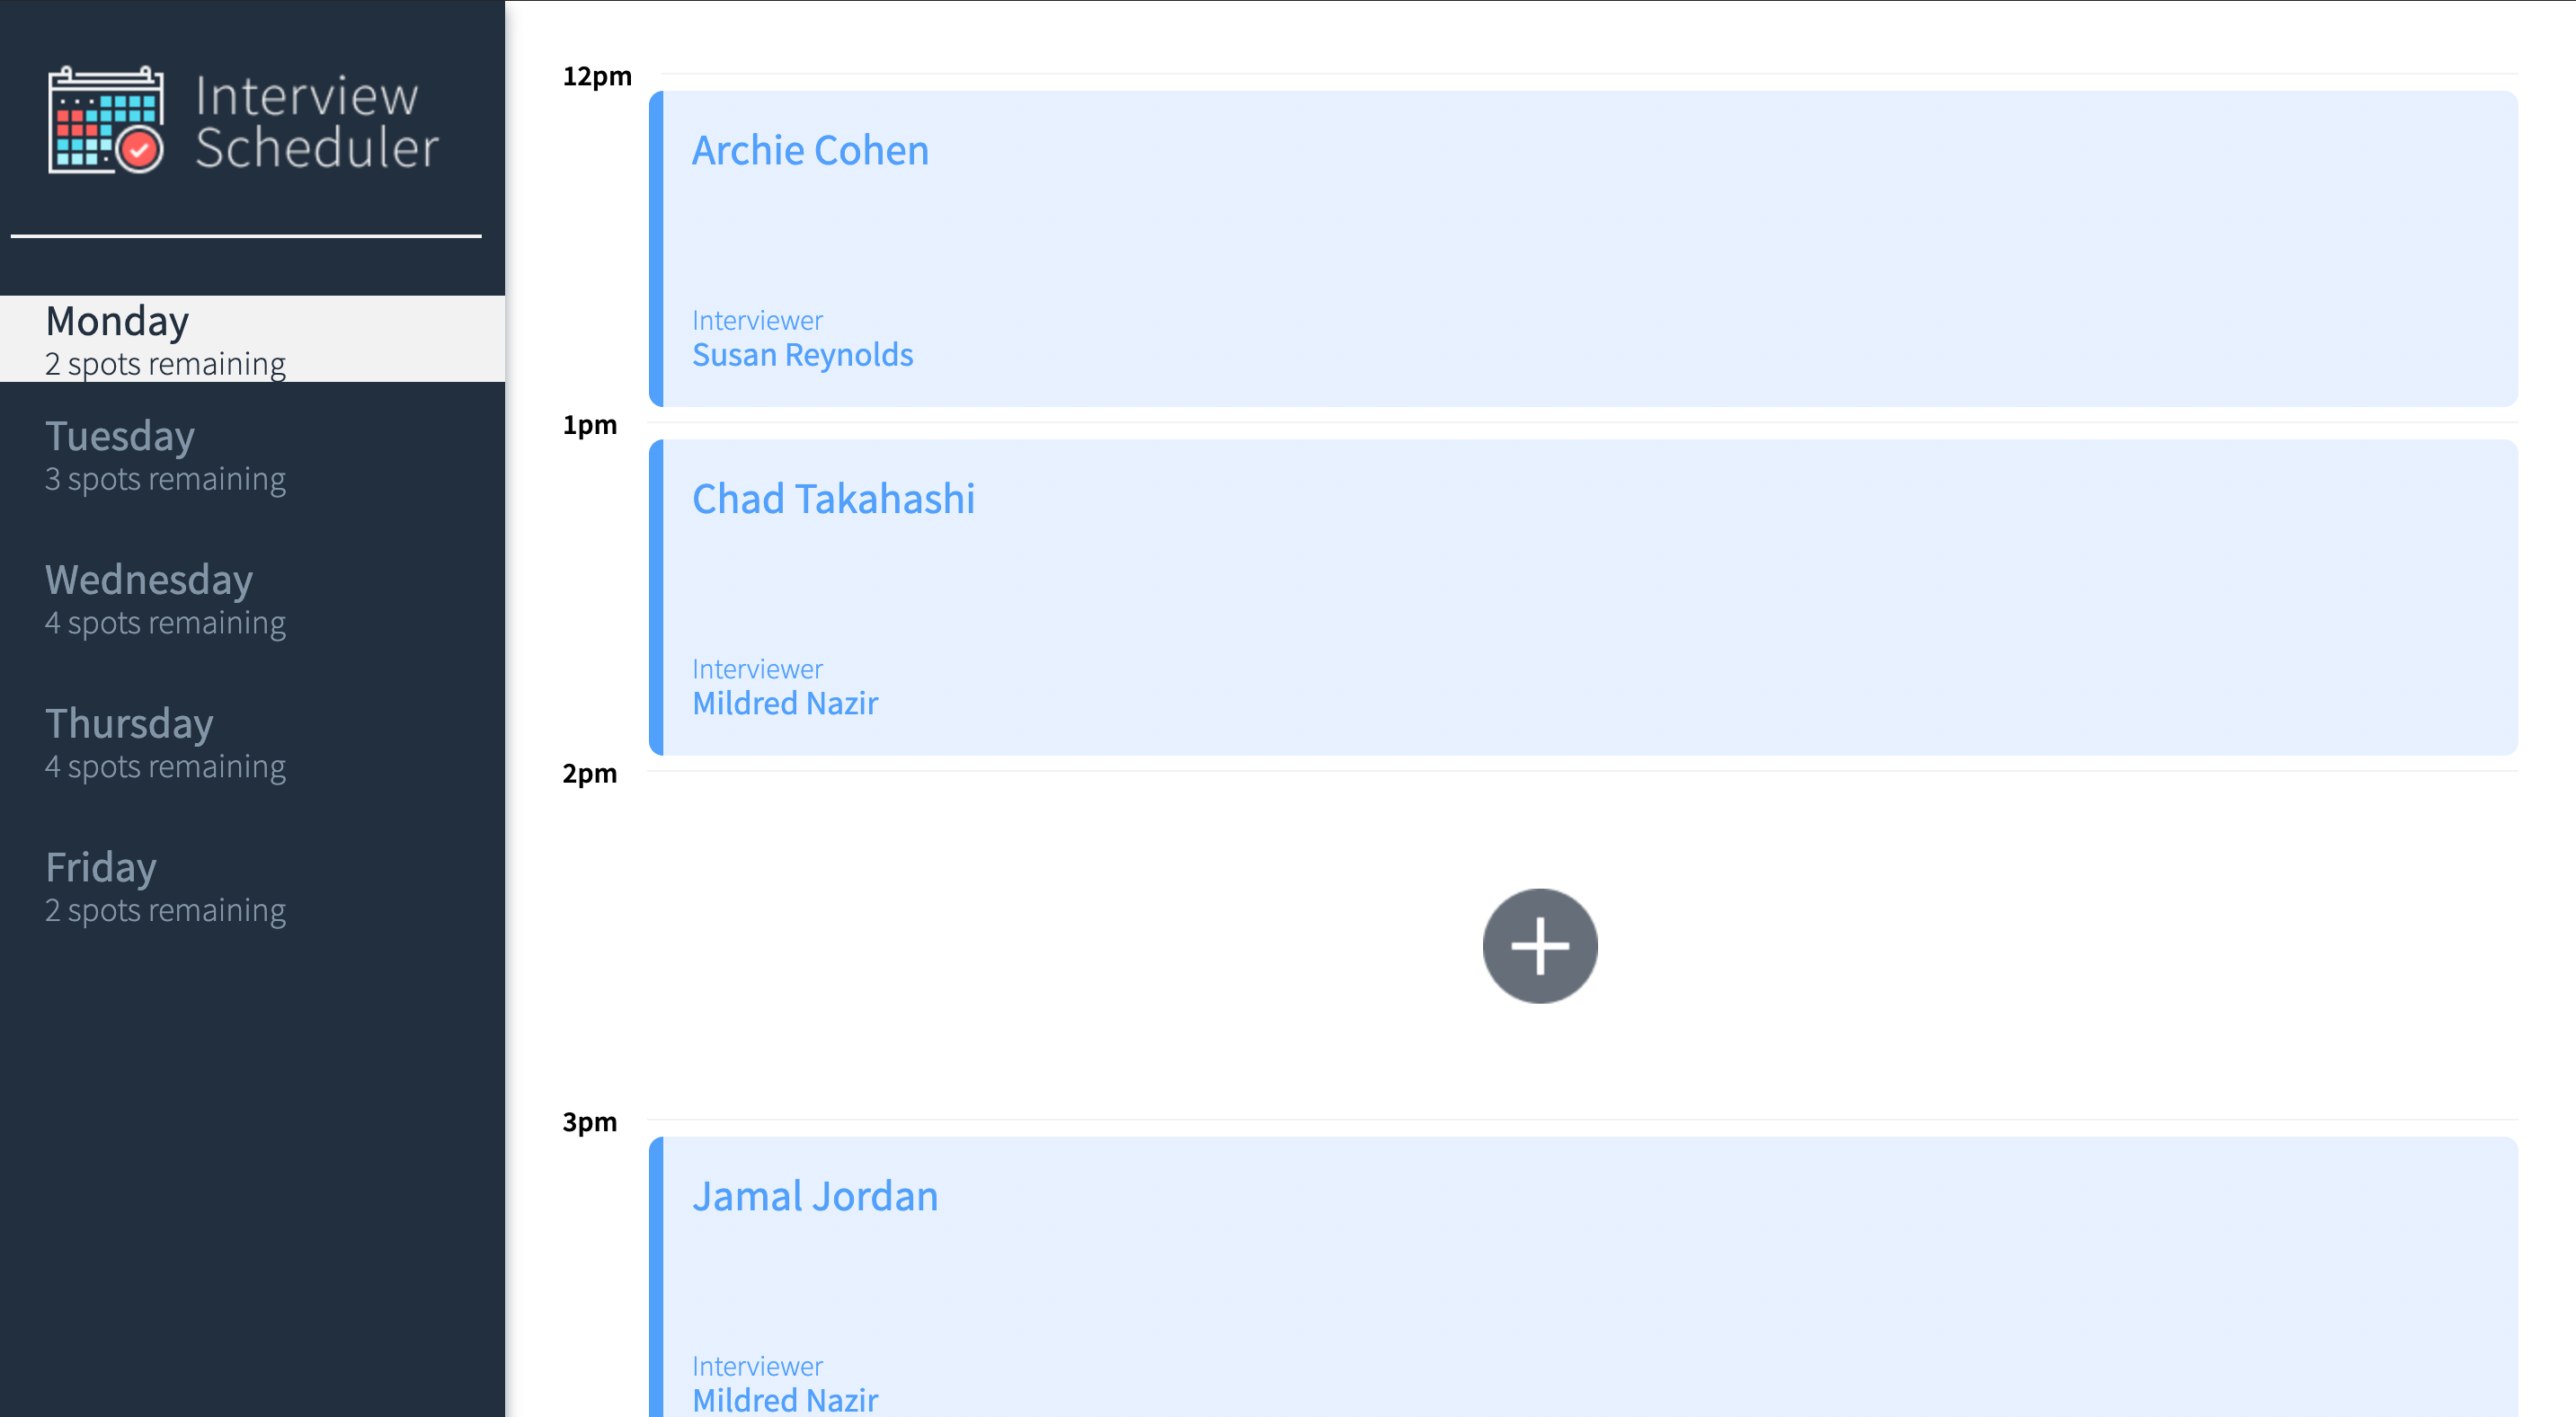 Interview
Scheduler
Monday
2 spots remaining
Tuesday
3 spots remaining
Wednesday
4 spots remaining
Thursday
4 spots remaining
Friday
2 spots remaining
12pm
Archie Cohen
Interviewer
Susan Reynolds
1pm
Chad Takahashi
Interviewer
Mildred Nazir
2pm
3pm
Jamal Jordan
Interviewer
Mildred Nazir